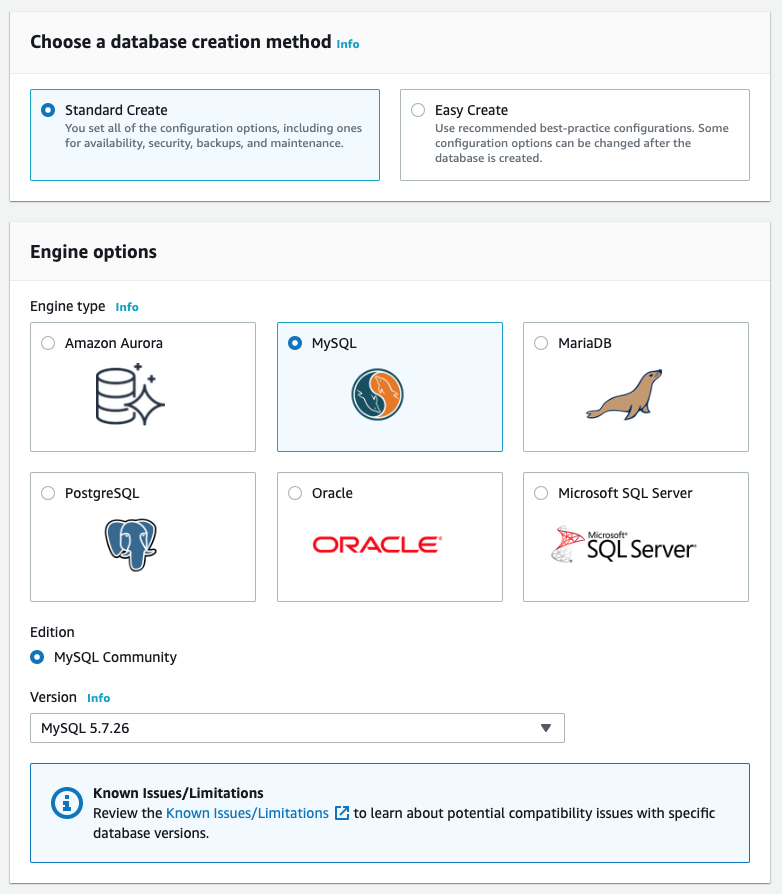 Choose a database creation method Info
Standard Create
You set all of the configuration options, including ones
for availability, security, backups, and maintenance.
Easy Create
Use recommended best-practice configurations. Some
configuration options can be changed after the
database is created.
Engine options
Engine type Info
Amazon Aurora
MySQL
MariaDB
PostgreSQL
Oracle
ORACLE®
Microsoft SQL Server
Microsoft®
SQL Server®
Edition
MySQL Community
Version Info
MySQL 5.7.26
Known Issues/Limitations
Review the Known Issues/Limitations to learn about potential compatibility issues with specific
database versions.